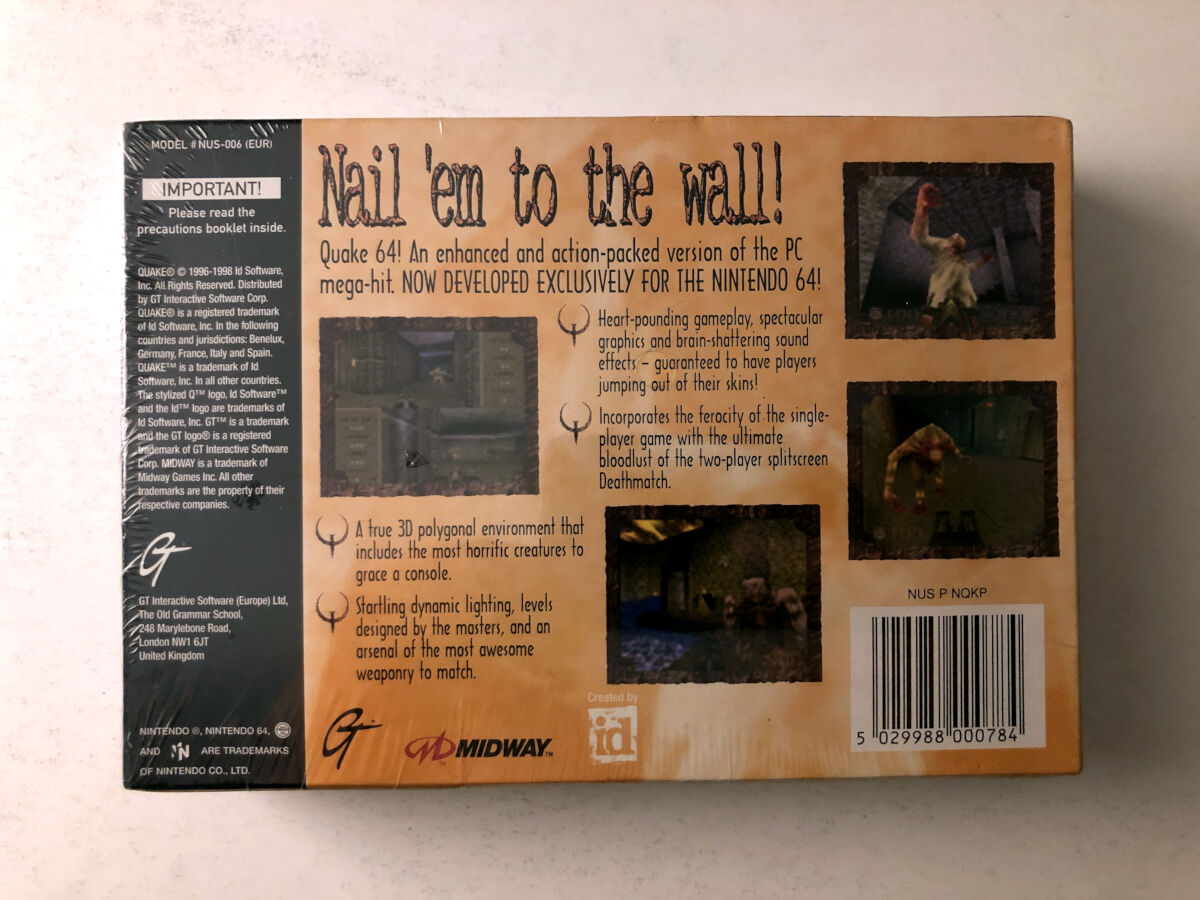 MODEL # NUS-006 (EUR)
IMPORTANT!
Please read the
precautions booklet inside.
QUAKE® © 1996-1998 Id Software,
Inc. All Rights Reserved. Distributed
by GT Interactive Software Corp.
QUAKE® is a registered trademark
of Id Software, Inc. In the following
countries and jurisdictions: Benelux,
Germany, France, Italy and Spain.
QUAKE™ is a trademark of Id
Software, Inc. In all other countries.
The stylized Q™ logo, Id Software™
and the Id™ logo are trademarks of
Id Software, Inc. GT™ is a trademark
and the GT logo® is a registered
trademark of GT Interactive Software
Corp. MIDWAY is a trademark of
Midway Games Inc. All other
trademarks are the property of their
respective companies.
GT
GT Interactive Software (Europe) Ltd,
The Old Grammar School,
248 Marylebone Road,
London NW1 6JT
United Kingdom
NINTENDO ®, NINTENDO 64,
AND N ARE TRADEMARKS
OF NINTENDO CO., LTD.
Nail 'em to the wall!
Quake 64! An enhanced and action-packed version of the PC
mega-hit. NOW DEVELOPED EXCLUSIVELY FOR THE NINTENDO 64!
Heart-pounding gameplay, spectacular
graphics and brain-shattering sound
effects – guaranteed to have players
jumping out of their skins!
Incorporates the ferocity of the single-
player game with the ultimate
bloodlust of the two-player splitscreen
Deathmatch.
A true 3D polygonal environment that
includes the most horrific creatures to
grace a console.
Startling dynamic lighting, levels
designed by the masters, and an
arsenal of the most awesome
weaponry to match.
GT
MIDWAY™
Created by
id
NUS P NQKP
5 029988 000784